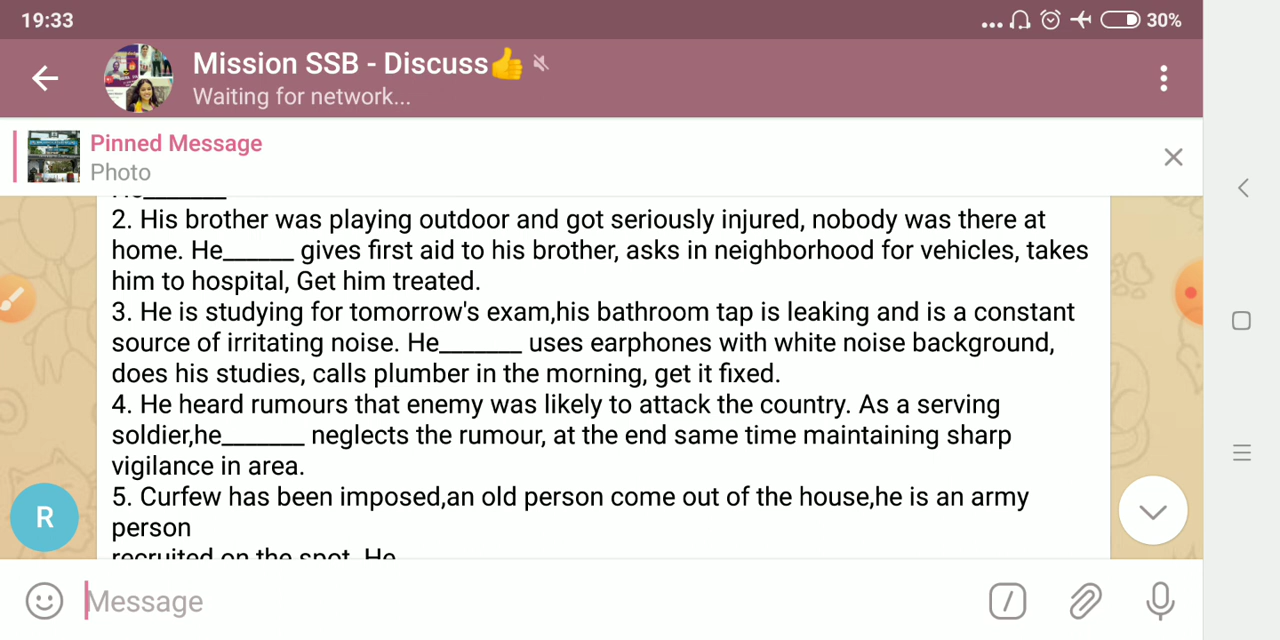 19:33
30%
Mission SSB - Discuss👍
Waiting for network...
Pinned Message
Photo
2. His brother was playing outdoor and got seriously injured, nobody was there at
home. He______ gives first aid to his brother, asks in neighborhood for vehicles, takes
him to hospital, Get him treated.
3. He is studying for tomorrow's exam,his bathroom tap is leaking and is a constant
source of irritating noise. He_______ uses earphones with white noise background,
does his studies, calls plumber in the morning, get it fixed.
4. He heard rumours that enemy was likely to attack the country. As a serving
soldier,he_______ neglects the rumour, at the end same time maintaining sharp
vigilance in area.
5. Curfew has been imposed,an old person come out of the house,he is an army
person
recruited on the spot. He
R
Message